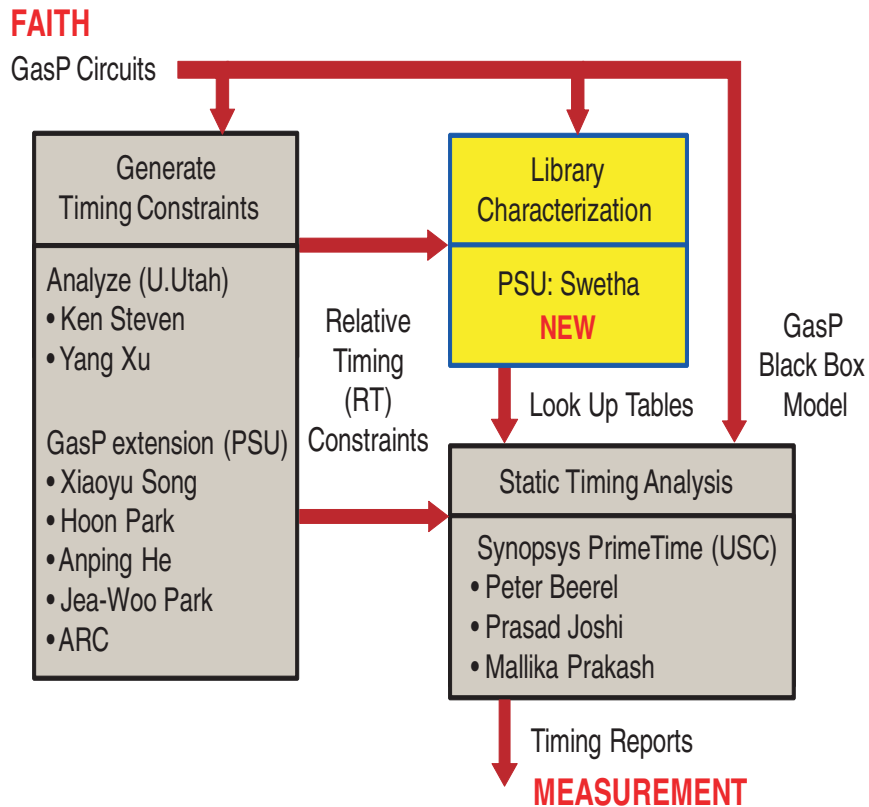 FAITH
GasP Circuits
Generate
Timing Constraints
Analyze (U.Utah)
• Ken Steven
• Yang Xu
GasP extension (PSU)
• Xiaoyu Song
• Hoon Park
• Anping He
• Jea-Woo Park
• ARC
Relative
Timing
(RT)
Constraints
Library
Characterization
PSU: Swetha
NEW
Look Up Tables
GasP
Black Box
Model
Static Timing Analysis
Synopsys PrimeTime (USC)
• Peter Beerel
• Prasad Joshi
• Mallika Prakash
Timing Reports
MEASUREMENT